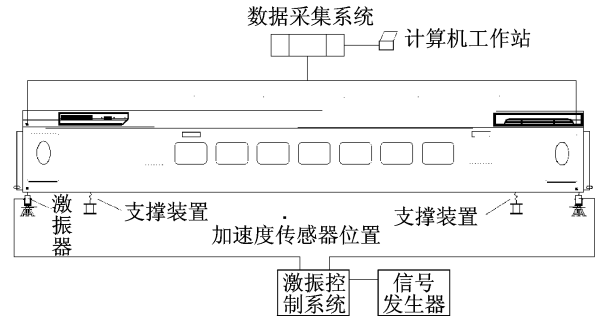 数据采集系统
计算机工作站
激振器
支撑装置
支撑装置
加速度传感器位置
激振控
制系统
信号
发生器